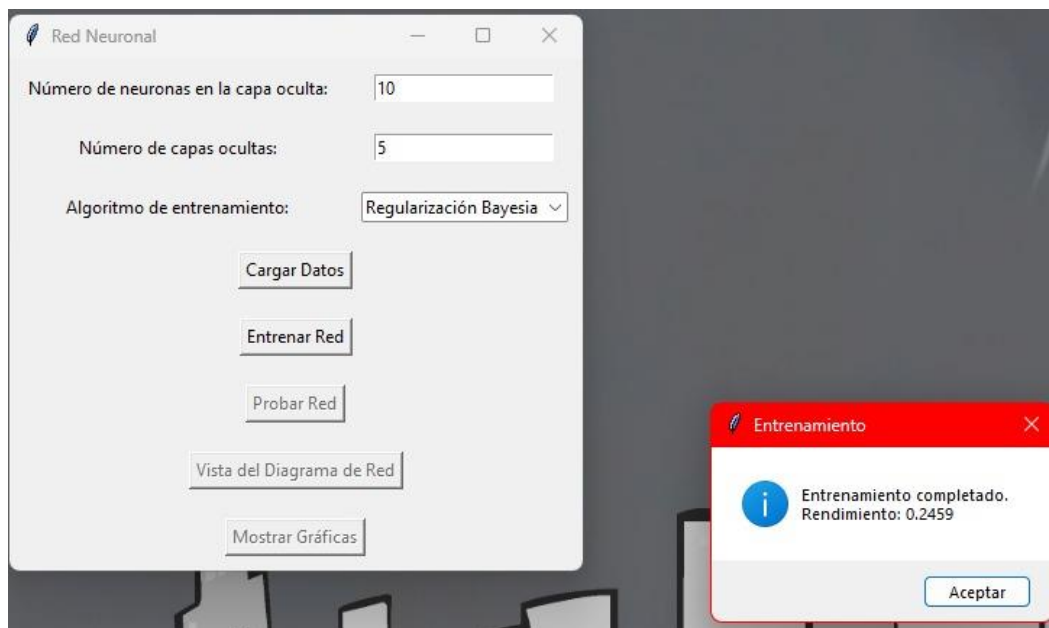 Red Neuronal
Número de neuronas en la capa oculta: 10
Número de capas ocultas: 5
Algoritmo de entrenamiento: Regularización Bayesia
Cargar Datos
Entrenar Red
Probar Red
Vista del Diagrama de Red
Mostrar Gráficas
Entrenamiento
Entrenamiento completado.
Rendimiento: 0.2459
Aceptar